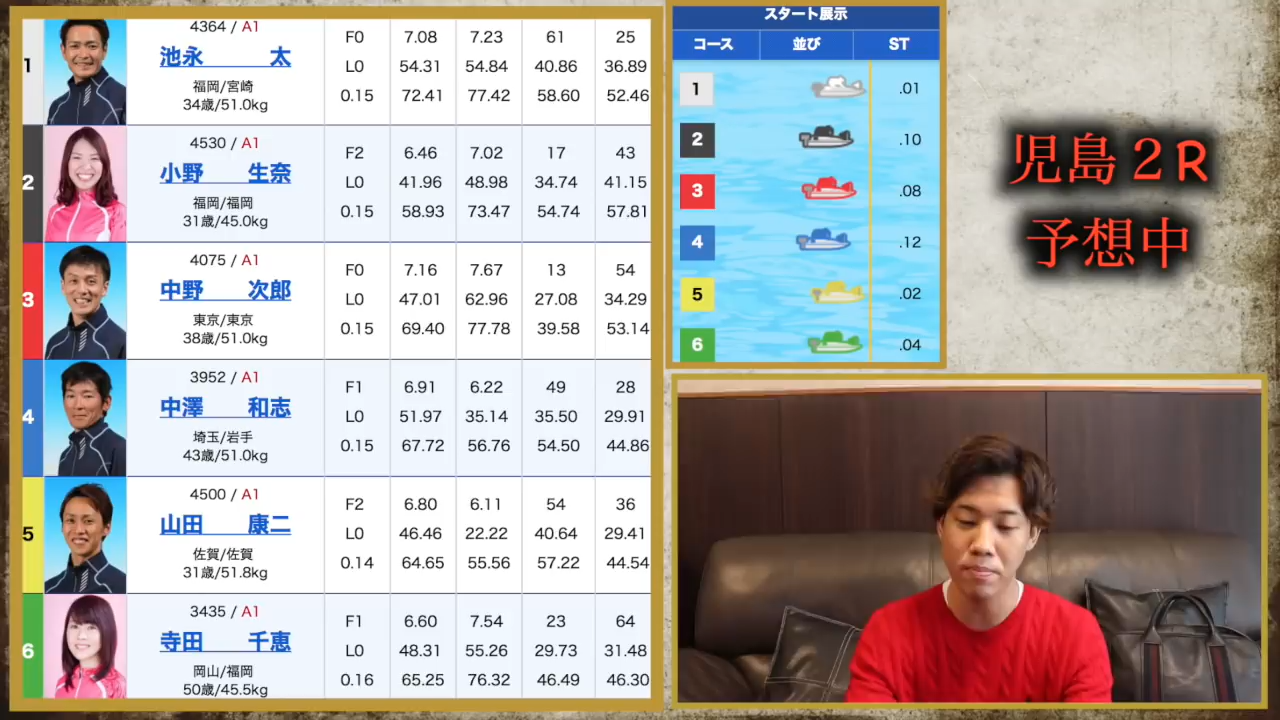 1
4364 / A1
池永 太
福岡/宮崎
34歳/51.0kg
F0 7.08 7.23 61 25
L0 54.31 54.84 40.86 36.89
0.15 72.41 77.42 58.60 52.46
2
4530 / A1
小野 生奈
福岡/福岡
31歳/45.0kg
F2 6.46 7.02 17 43
L0 41.96 48.98 34.74 41.15
0.15 58.93 73.47 54.74 57.81
3
4075 / A1
中野 次郎
東京/東京
38歳/51.0kg
F0 7.16 7.67 13 54
L0 47.01 62.96 27.08 34.29
0.15 69.40 77.78 39.58 53.14
4
3952 / A1
中澤 和志
埼玉/岩手
43歳/51.0kg
F1 6.91 6.22 49 28
L0 51.97 35.14 35.50 29.91
0.15 67.72 56.76 54.50 44.86
5
4500 / A1
山田 康二
佐賀/佐賀
31歳/51.8kg
F2 6.80 6.11 54 36
L0 46.46 22.22 40.64 29.41
0.14 64.65 55.56 57.22 44.54
6
3435 / A1
寺田 千恵
岡山/福岡
50歳/45.5kg
F1 6.60 7.54 23 64
L0 48.31 55.26 29.73 31.48
0.16 65.25 76.32 46.49 46.30
スタート展示
コース 並び ST
1 .01
2 .10
3 .08
4 .12
5 .02
6 .04
児島２R
予想中